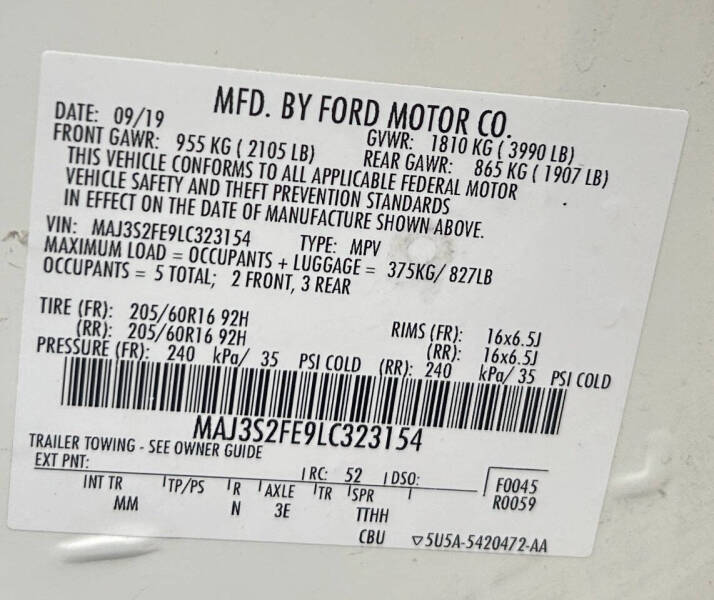 MFD. BY FORD MOTOR CO.
DATE: 09/19 GVWR: 1810 KG ( 3990 LB)
FRONT GAWR: 955 KG ( 2105 LB) REAR GAWR: 865 KG ( 1907 LB)
THIS VEHICLE CONFORMS TO ALL APPLICABLE FEDERAL MOTOR
VEHICLE SAFETY AND THEFT PREVENTION STANDARDS
IN EFFECT ON THE DATE OF MANUFACTURE SHOWN ABOVE.
VIN: MAJ3S2FE9LC323154 TYPE: MPV
MAXIMUM LOAD = OCCUPANTS + LUGGAGE = 375KG/ 827LB
OCCUPANTS = 5 TOTAL; 2 FRONT, 3 REAR
TIRE (FR): 205/60R16 92H RIMS (FR): 16x6.5J
(RR): 205/60R16 92H (RR): 16x6.5J
PRESSURE (FR): 240 kPa/ 35 PSI COLD (RR): 240 kPa/ 35 PSI COLD
MAJ3S2FE9LC323154
TRAILER TOWING - SEE OWNER GUIDE
EXT PNT: RC: 52 DSO: F0045
INT TR TP/PS R AXLE TR SPR R0059
MM N 3E TTHH
CBU ▽5U5A-5420472-AA